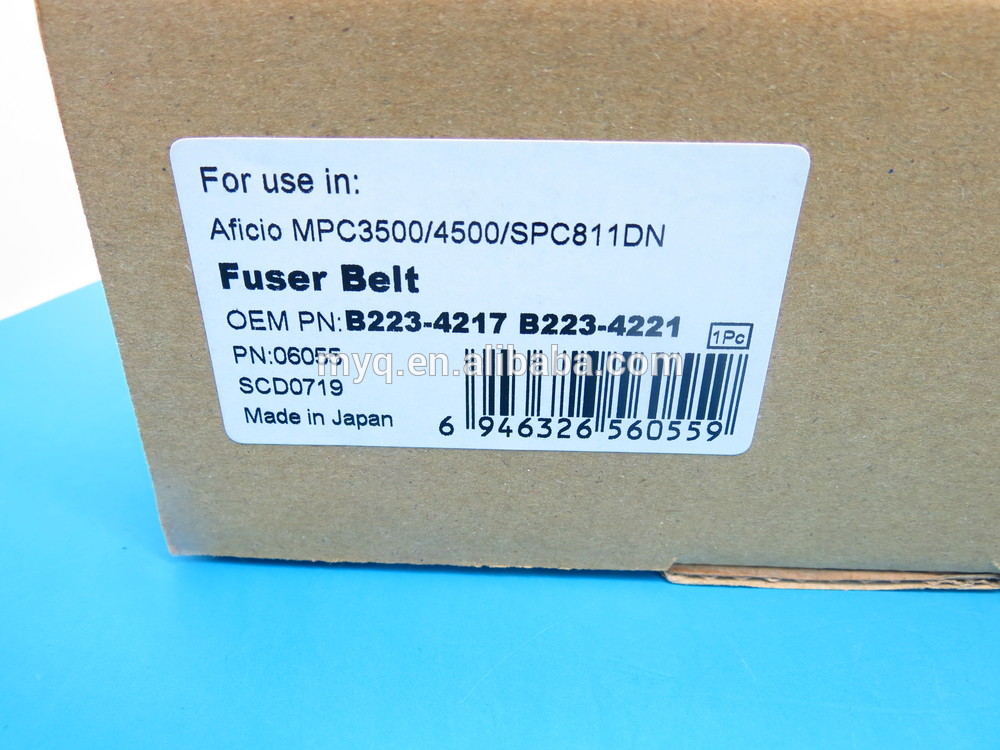 For use in:
Aficio MPC3500/4500/SPC811DN
Fuser Belt
OEM PN:B223-4217 B223-4221
1Pc
PN:06055
myq.en.alibaba.com
SCD0719
Made in Japan
6 946326 560559